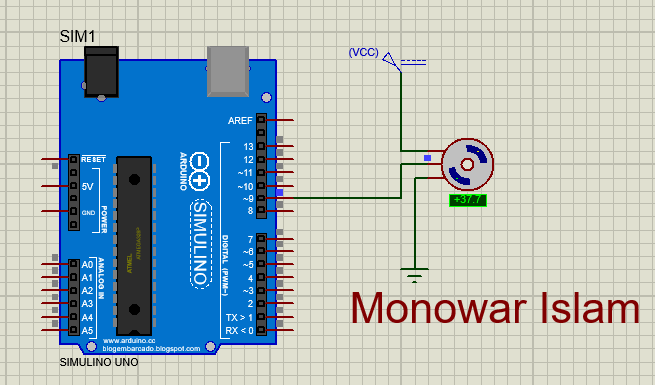 SIM1
(VCC)
AREF
RESET
5V
GND
POWER
A0
A1
A2
A3
A4
A5
ANALOG IN
ATMEL
ARDUINO
SIMULINO
13
12
~11
~10
~9
8
7
~6
~5
4
~3
2
TX > 1
RX < 0
DIGITAL (PWM~)
www.arduino.cc
blogembarcado.blogspot.com
SIMULINO UNO
+37.7
Monowar Islam